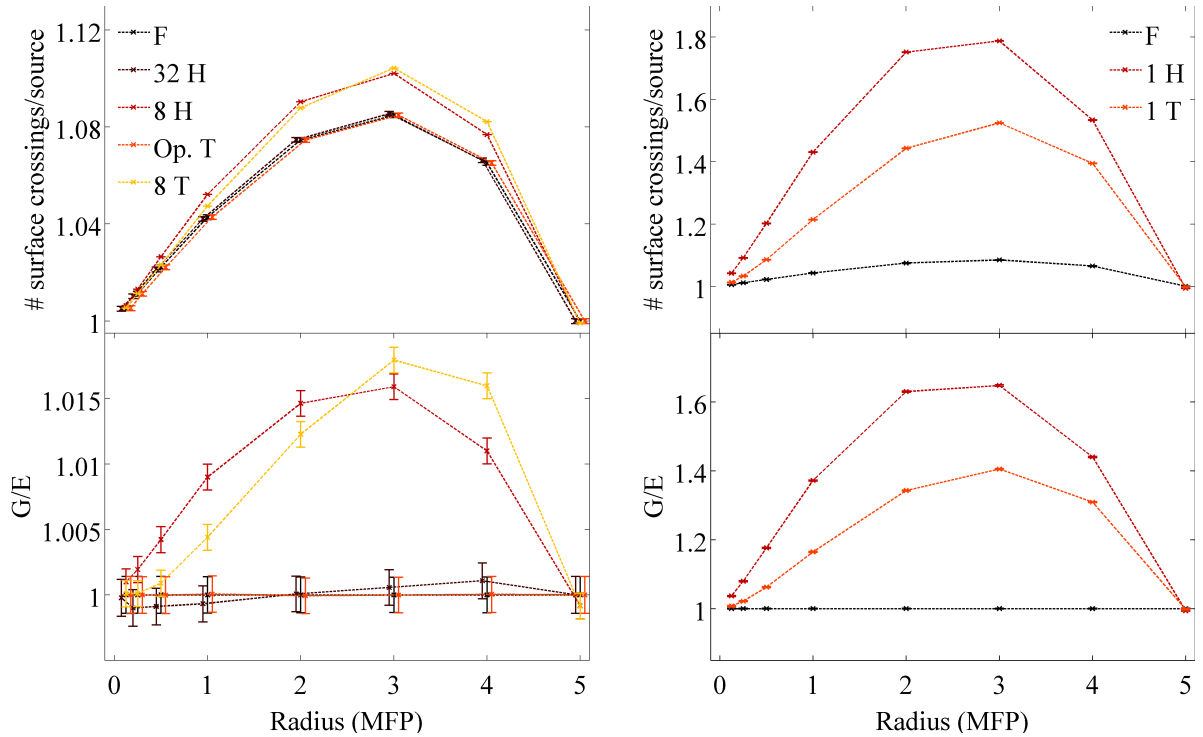 # surface crossings/source
1.12
1.08
1.04
1
F
32 H
8 H
Op. T
8 T
# surface crossings/source
1.8
1.6
1.4
1.2
1
F
1 H
1 T
G/E
1.015
1.01
1.005
1
0 1 2 3 4 5
Radius (MFP)
G/E
1.6
1.4
1.2
1
0 1 2 3 4 5
Radius (MFP)